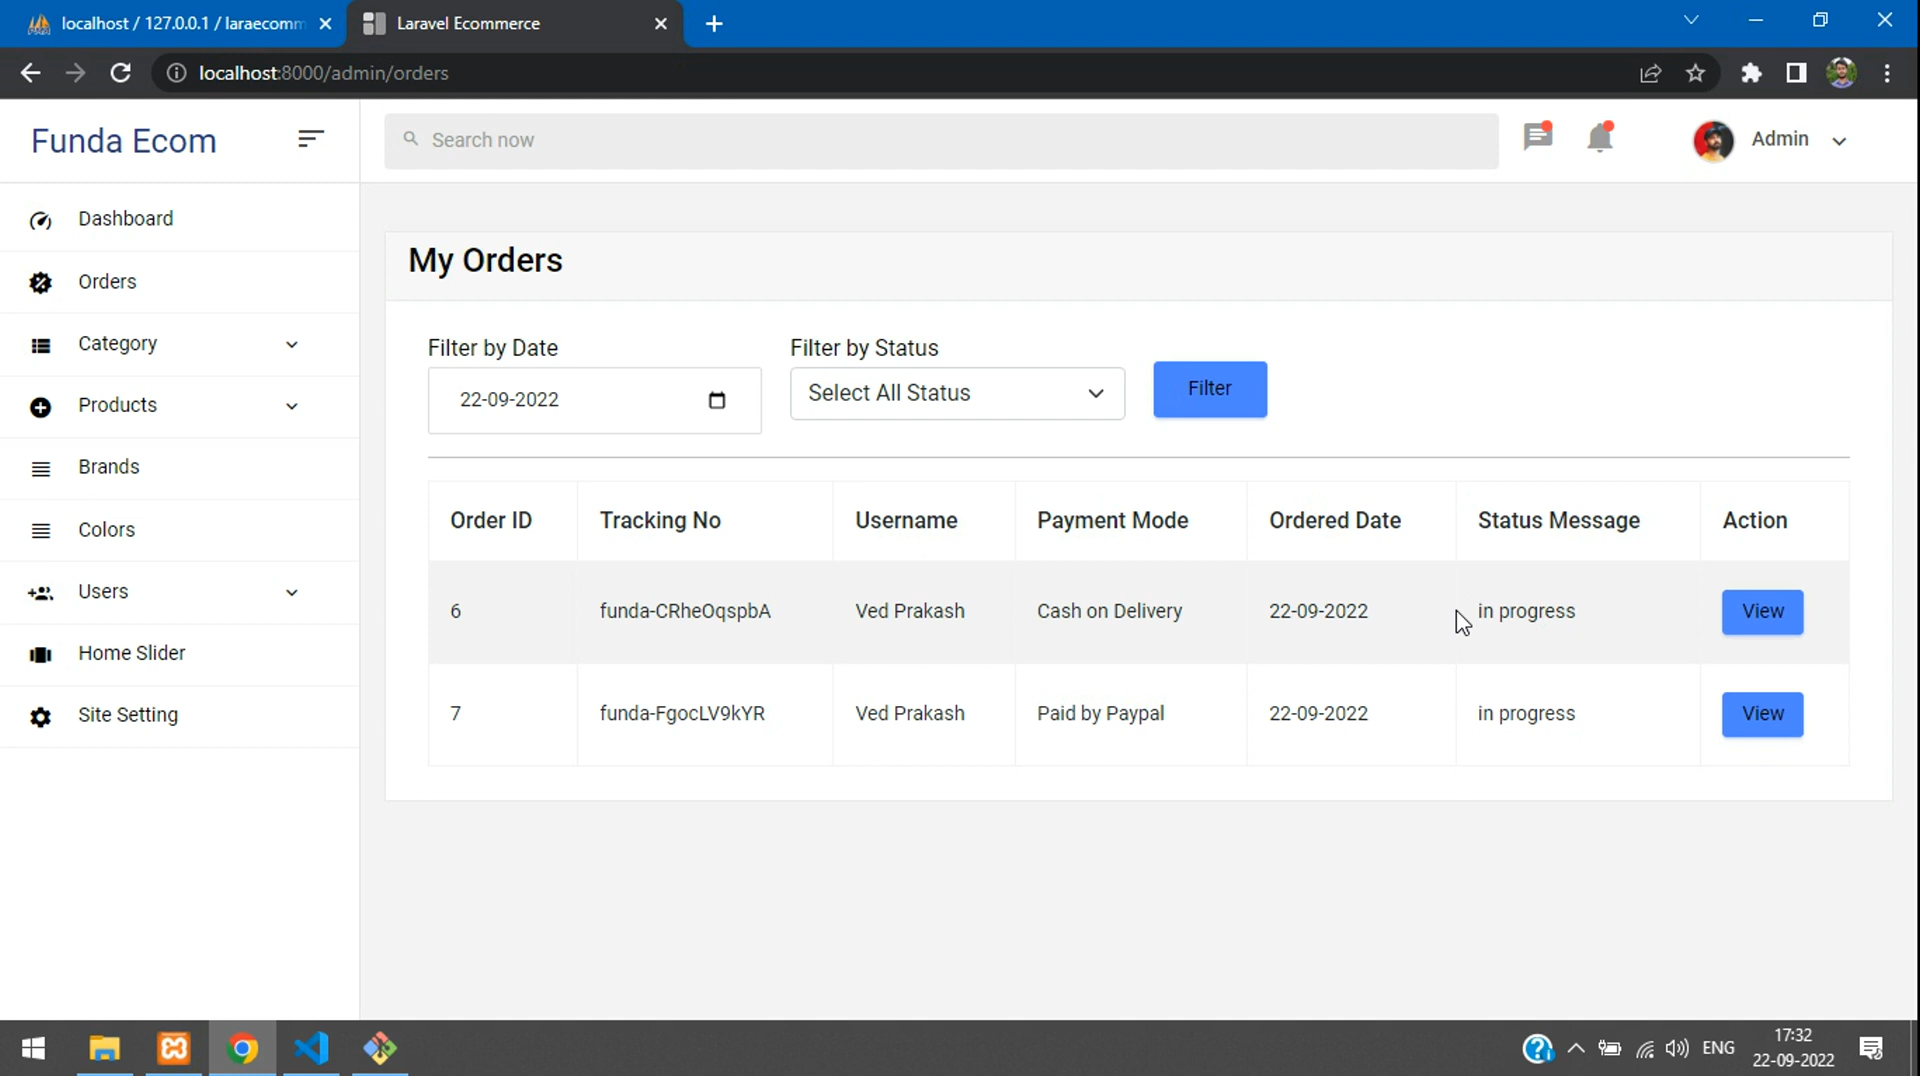 localhost / 127.0.0.1 / laraecomm
Laravel Ecommerce
localhost:8000/admin/orders
Funda Ecom
Search now
Admin
Dashboard
Orders
Category
Products
Brands
Colors
Users
Home Slider
Site Setting
My Orders
Filter by Date
Filter by Status
22-09-2022
Select All Status
Filter
Order ID Tracking No Username Payment Mode Ordered Date Status Message Action
6 funda-CRheOqspbA Ved Prakash Cash on Delivery 22-09-2022 in progress View
7 funda-FgocLV9kYR Ved Prakash Paid by Paypal 22-09-2022 in progress View
ENG
17:32
22-09-2022